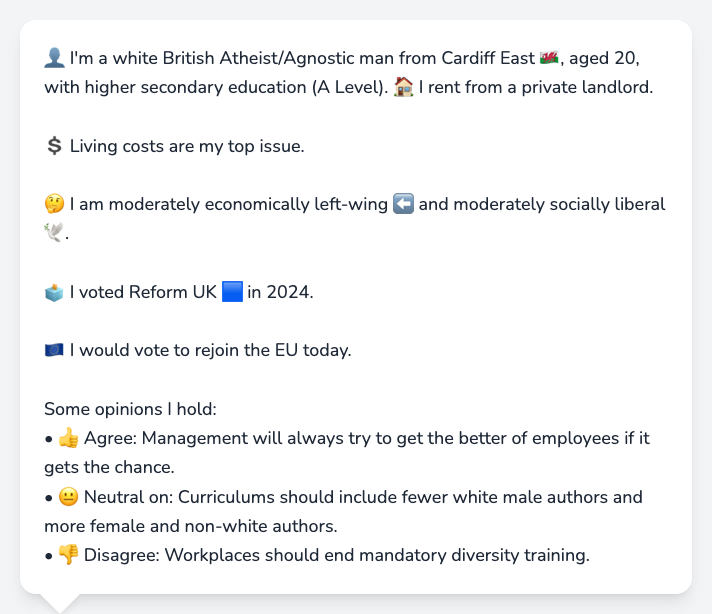 👤 I'm a white British Atheist/Agnostic man from Cardiff East 🏴󠁧󠁢󠁷󠁬󠁳󠁿, aged 20,
with higher secondary education (A Level). 🏠 I rent from a private landlord.
💲 Living costs are my top issue.
🤔 I am moderately economically left-wing ⬅️ and moderately socially liberal
🕊️.
🗳️ I voted Reform UK 🟦 in 2024.
🇪🇺 I would vote to rejoin the EU today.
Some opinions I hold:
• 👍 Agree: Management will always try to get the better of employees if it
gets the chance.
• 😐 Neutral on: Curriculums should include fewer white male authors and
more female and non-white authors.
• 👎 Disagree: Workplaces should end mandatory diversity training.